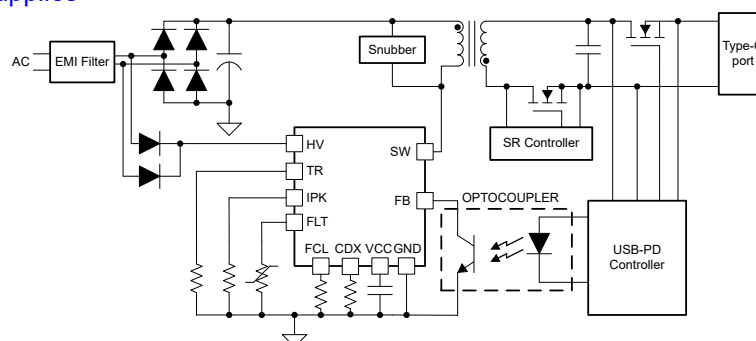 AC
EMI Filter
Snubber
Type-C
port
SR Controller
HV
TR
IPK
FLT
SW
FB
FCL CDX VCC GND
OPTOCOUPLER
USB-PD
Controller